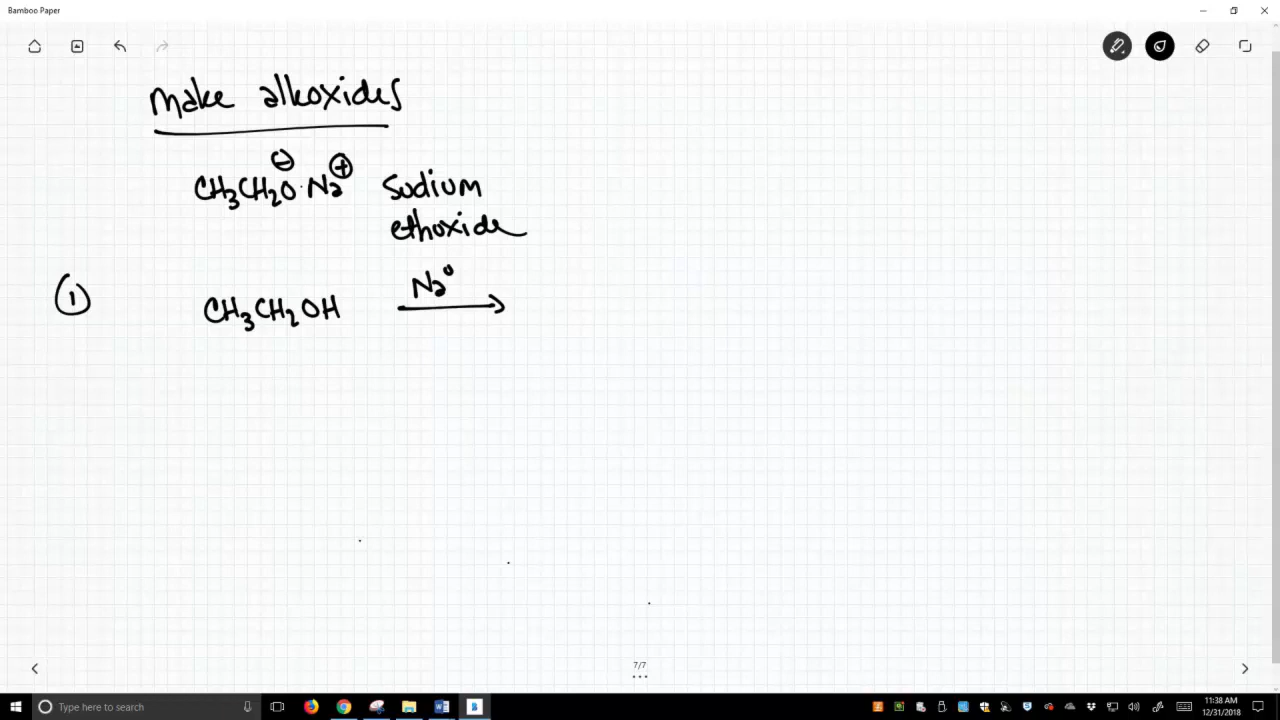 Bamboo Paper
Make alkoxides
CH₃CH₂O⊖ Na⊕ Sodium
ethoxide
① CH₃CH₂OH Na⁰ →
7/7
Type here to search
11:38 AM
12/31/2018